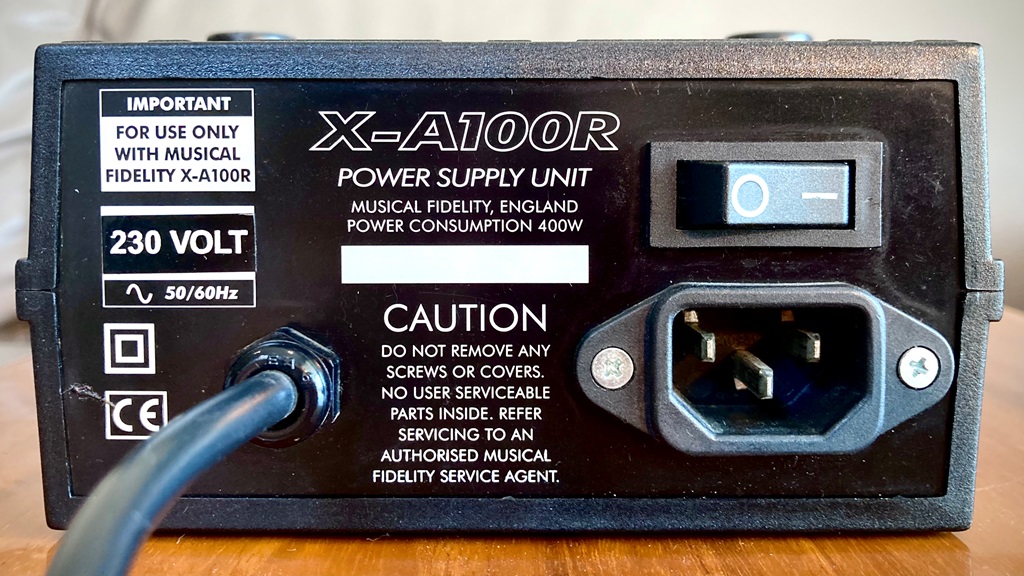 IMPORTANT
FOR USE ONLY
WITH MUSICAL
FIDELITY X-A100R
230 VOLT
50/60Hz
CE
X-A100R
POWER SUPPLY UNIT
MUSICAL FIDELITY, ENGLAND
POWER CONSUMPTION 400W
CAUTION
DO NOT REMOVE ANY
SCREWS OR COVERS.
NO USER SERVICEABLE
PARTS INSIDE. REFER
SERVICING TO AN
AUTHORISED MUSICAL
FIDELITY SERVICE AGENT.
O I